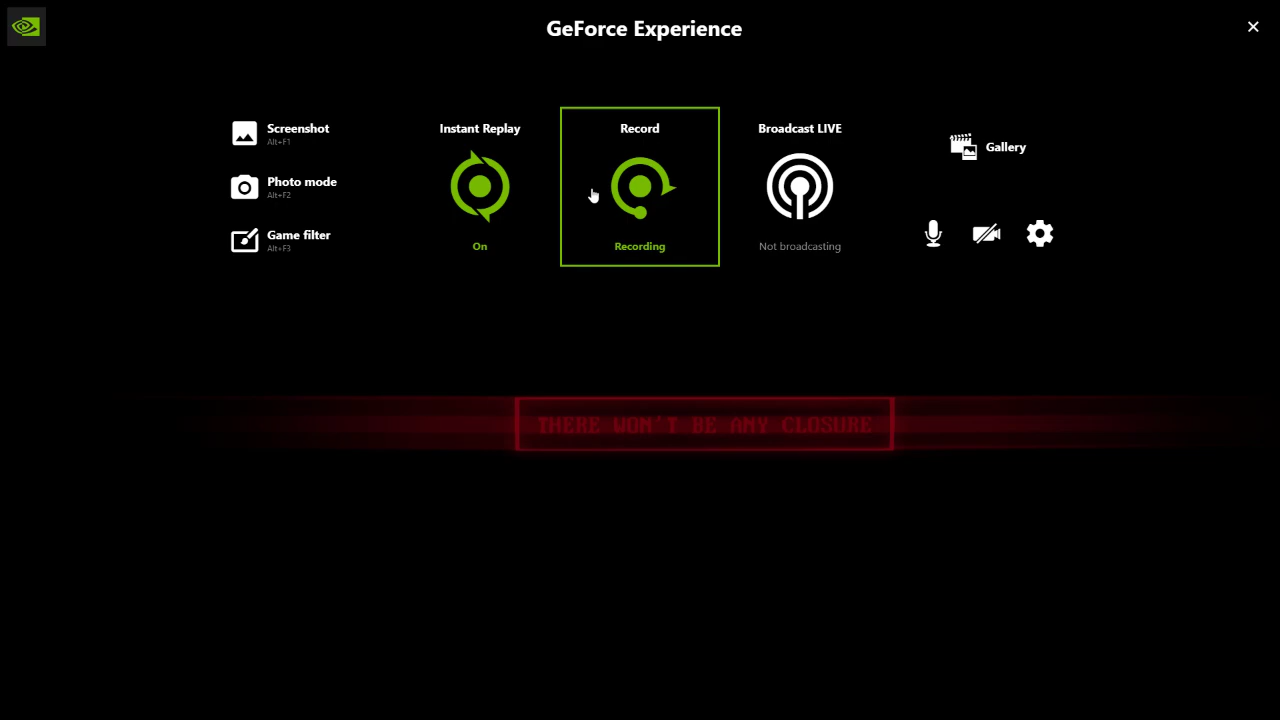 GeForce Experience
Screenshot
Alt+F1
Photo mode
Alt+F2
Game filter
Alt+F3
Instant Replay
On
Record
Recording
Broadcast LIVE
Not broadcasting
Gallery
THERE WON'T BE ANY CLOSURE